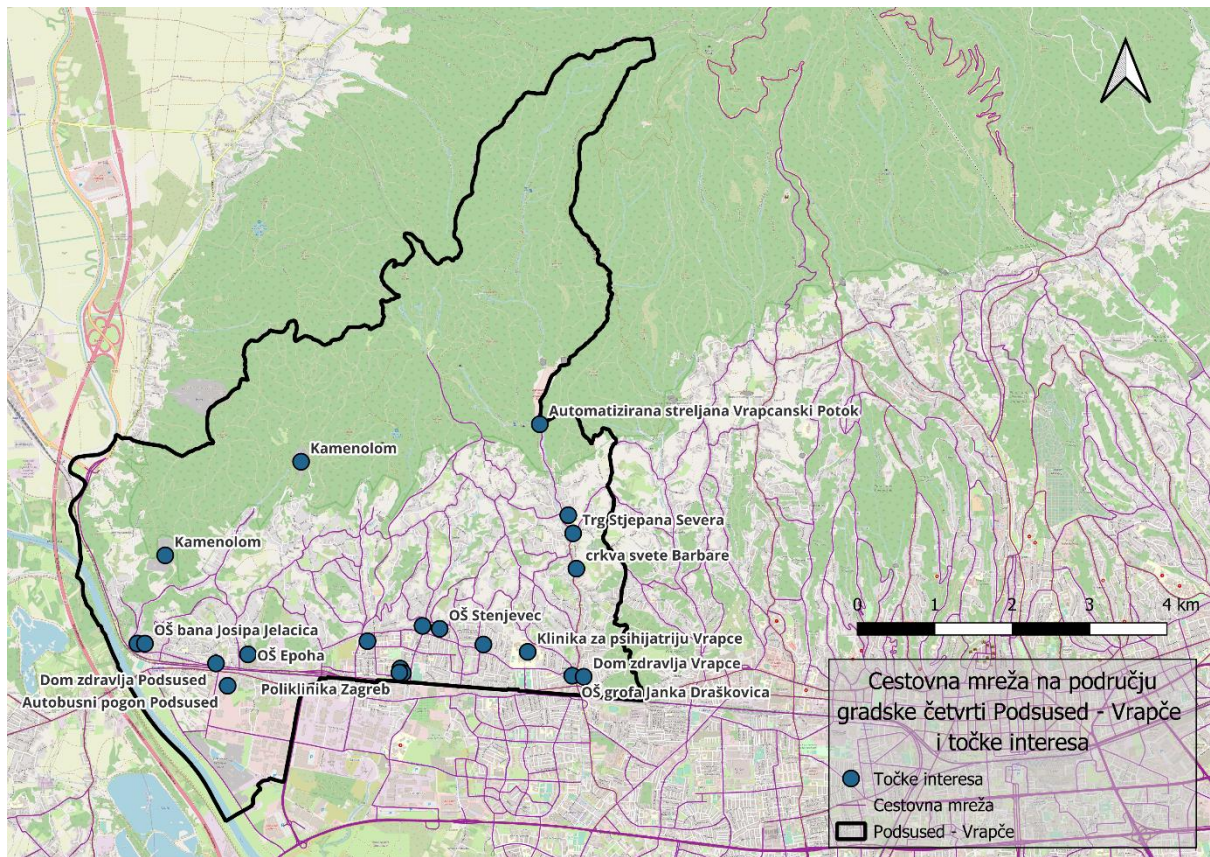 Automatizirana streljana Vrapcanski Potok
Kamenolom
Trg Stjepana Severa
Kamenolom
crkva svete Barbare
OŠ Stenjevec
OŠ bana Josipa Jelacica
Klinika za psihijatriju Vrapce
OŠ Epoha
Dom zdravlja Vrapce
Dom zdravlja Podsused
Poliklinika Zagreb
OŠ grofa Janka Draškovica
Autobusni pogon Podsused
0 1 2 3 4 km
Cestovna mreža na području
gradske četvrti Podsused - Vrapče
i točke interesa
Točke interesa
Cestovna mreža
Podsused - Vrapče